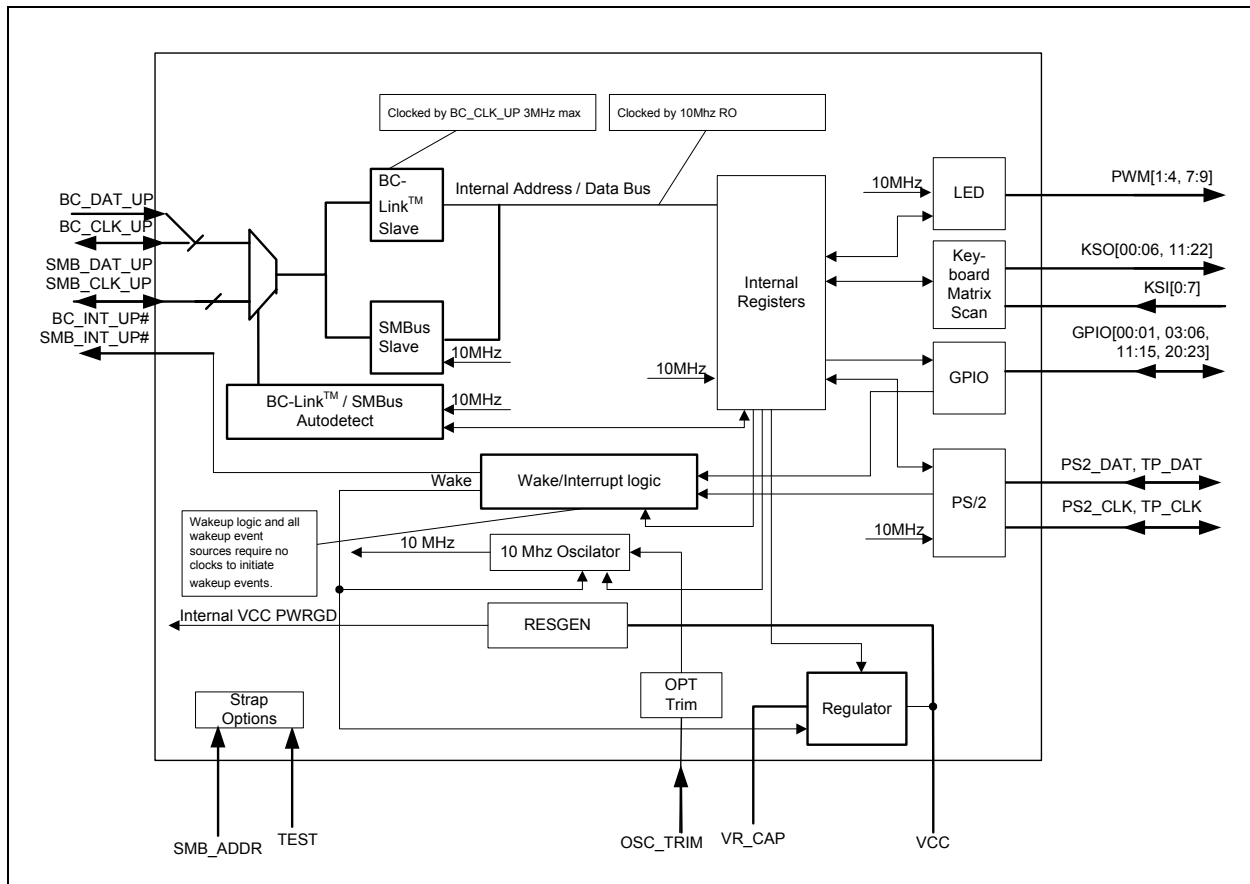 Clocked by BC_CLK_UP 3MHz max
Clocked by 10Mhz RO
BC-
Link™
Slave
Internal Address / Data Bus
10MHz
LED
PWM[1:4, 7:9]
BC_DAT_UP
BC_CLK_UP
SMB_DAT_UP
SMB_CLK_UP
BC_INT_UP#
SMB_INT_UP#
Key-
board
Matrix
Scan
KSO[00:06, 11:22]
KSI[0:7]
Internal
Registers
SMBus
Slave
10MHz
10MHz
GPIO
GPIO[00:01, 03:06,
11:15, 20:23]
BC-Link™ / SMBus
Autodetect
10MHz
Wake
Wake/Interrupt logic
PS/2
10MHz
PS2_DAT, TP_DAT
PS2_CLK, TP_CLK
Wakeup logic and all
wakeup event
sources require no
clocks to initiate
wakeup events.
10 MHz
10 Mhz Oscilator
Internal VCC PWRGD
RESGEN
OPT
Trim
Regulator
Strap
Options
SMB_ADDR
TEST
OSC_TRIM
VR_CAP
VCC